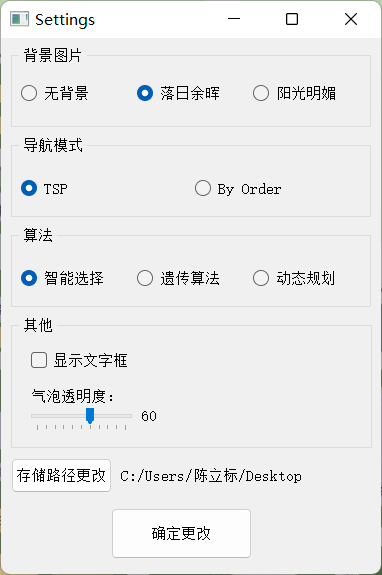 Settings
背景图片
无背景 落日余晖 阳光明媚
导航模式
TSP By Order
算法
智能选择 遗传算法 动态规划
其他
显示文字框
气泡透明度：
60
存储路径更改 C:/Users/陈立标/Desktop
确定更改